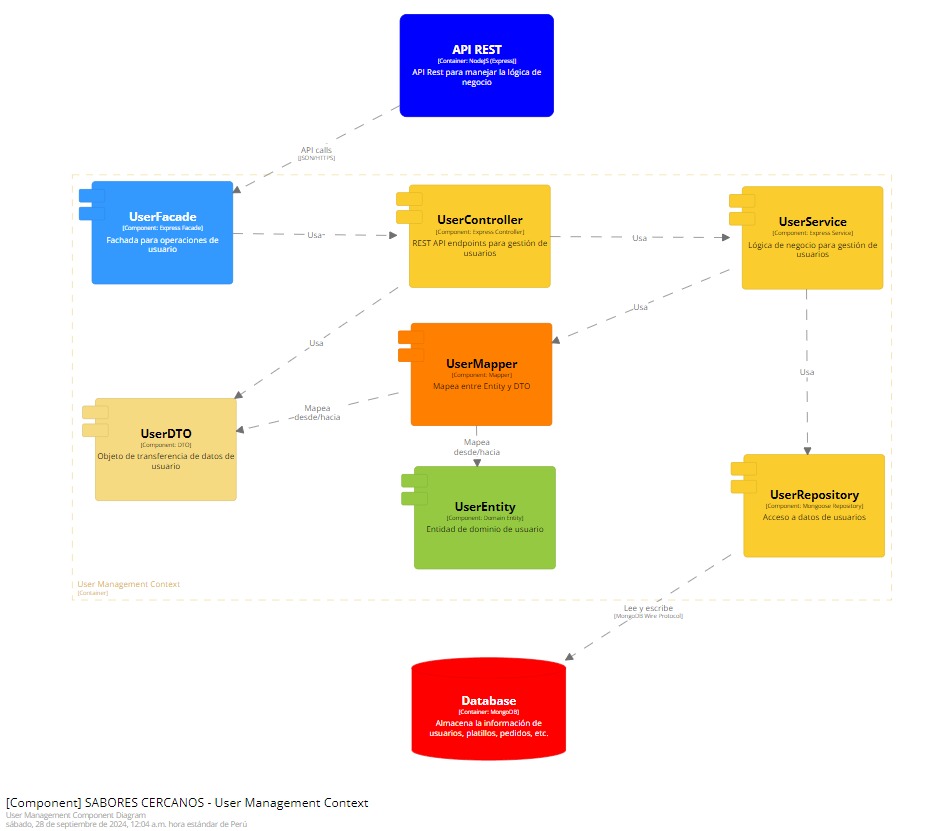 API REST
[Container: NodeJS (Express)]
API Rest para manejar la lógica de
negocio
API calls
[JSON/HTTPS]
UserFacade
[Component: Express Facade]
Fachada para operaciones de
usuario
Usa
UserController
[Component: Express Controller]
REST API endpoints para gestión de
usuarios
Usa
UserService
[Component: Express Service]
Lógica de negocio para gestión de
usuarios
Usa
Usa
UserMapper
[Component: Mapper]
Mapea entre Entity y DTO
Usa
Mapea
desde/hacia
UserDTO
[Component: DTO]
Objeto de transferencia de datos de
usuario
Mapea
desde/hacia
UserEntity
[Component: Domain Entity]
Entidad de dominio de usuario
UserRepository
[Component: Mongoose Repository]
Acceso a datos de usuarios
User Management Context
[Container]
Lee y escribe
[MongoDB Wire Protocol]
Database
[Container: MongoDB]
Almacena la información de
usuarios, platillos, pedidos, etc.
[Component] SABORES CERCANOS - User Management Context
User Management Component Diagram
sábado, 28 de septiembre de 2024, 12:04 a.m. hora estándar de Perú